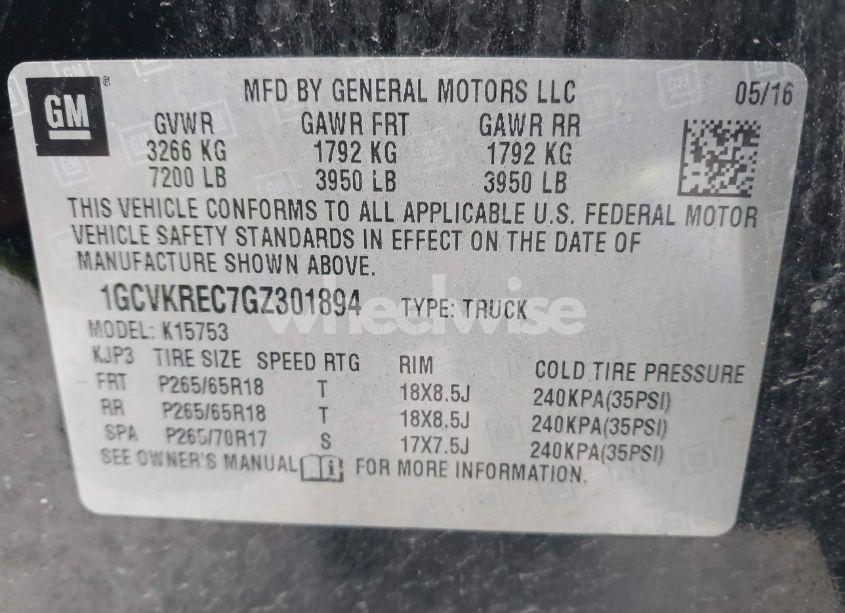 GM
MFD BY GENERAL MOTORS LLC 05/16
GVWR GAWR FRT GAWR RR
3266 KG 1792 KG 1792 KG
7200 LB 3950 LB 3950 LB
THIS VEHICLE CONFORMS TO ALL APPLICABLE U.S. FEDERAL MOTOR
VEHICLE SAFETY STANDARDS IN EFFECT ON THE DATE OF
MANUFACTURE SHOWN ABOVE.
1GCVKREC7GZ301894 TYPE: TRUCK
wheelwise
MODEL: K15753
KJP3 TIRE SIZE SPEED RTG RIM COLD TIRE PRESSURE
FRT P265/65R18 T 18X8.5J 240KPA(35PSI)
RR P265/65R18 T 18X8.5J 240KPA(35PSI)
SPA P265/70R17 S 17X7.5J 240KPA(35PSI)
SEE OWNER'S MANUAL i FOR MORE INFORMATION.